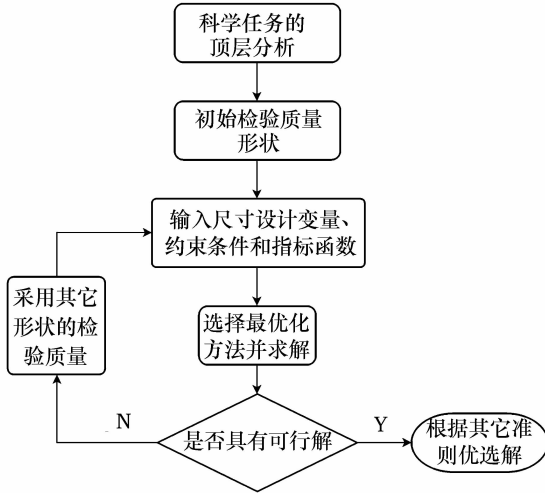 科学任务的
顶层分析
初始检验质量
形状
输入尺寸设计变量、
约束条件和指标函数
采用其它
形状的检
验质量
选择最优化
方法并求解
是否具有可行解
N
Y
根据其它准
则优选解